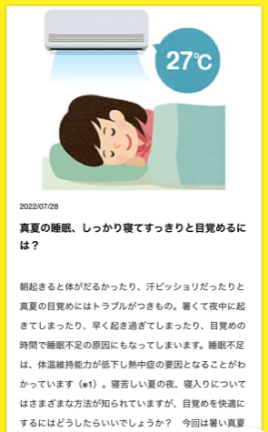 27℃
2022/07/28
真夏の睡眠、しっかり寝てすっきりと目覚めるに
は？
朝起きると体がだるかったり、汗ビッショリだったりと
真夏の目覚めにはトラブルがつきもの。暑くて夜中に起
きてしまったり、早く起き過ぎてしまったり、目覚めの
時間で睡眠不足の原因にもなってしまいます。睡眠不足
は、体温維持能力が低下し熱中症の要因となることがわ
かっています（※1）。寝苦しい夏の夜、寝入りについて
はさまざまな方法が知られていますが、目覚めを快適に
するにはどうしたらいいでしょうか？　今回は暑い真夏